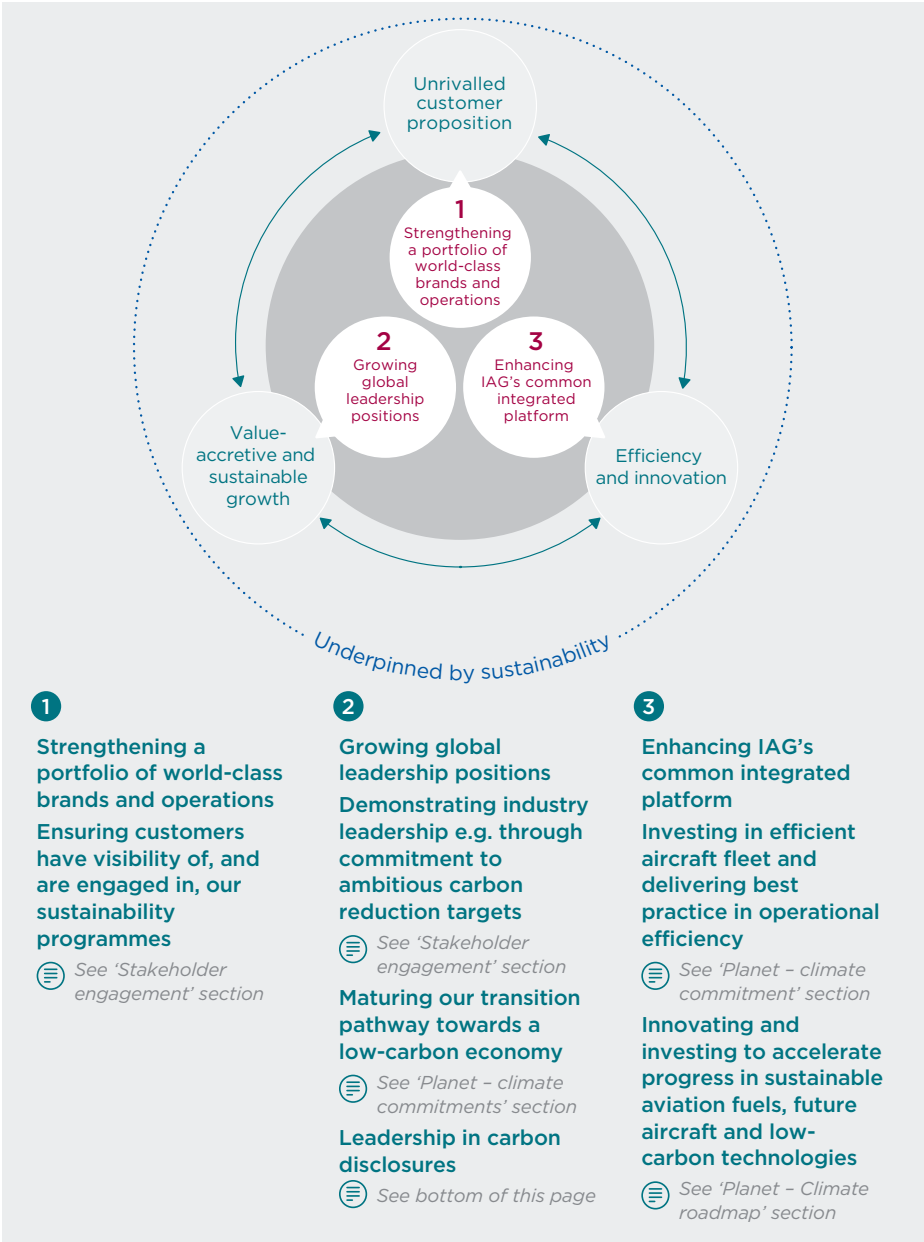 Unrivalled
customer
proposition
1
Strengthening
a portfolio of
world-class
brands and
operations
2
Growing
global
leadership
positions
3
Enhancing
IAG's common
integrated
platform
Value-
accretive and
sustainable
growth
Efficiency
and innovation
Underpinned by sustainability
1
Strengthening a
portfolio of world-class
brands and operations
Ensuring customers
have visibility of, and
are engaged in, our
sustainability
programmes
See ‘Stakeholder
engagement’ section
2
Growing global
leadership positions
Demonstrating industry
leadership e.g. through
commitment to
ambitious carbon
reduction targets
See ‘Stakeholder
engagement’ section
Maturing our transition
pathway towards a
low-carbon economy
See ‘Planet – climate
commitments’ section
Leadership in carbon
disclosures
See bottom of this page
3
Enhancing IAG’s
common integrated
platform
Investing in efficient
aircraft fleet and
delivering best
practice in operational
efficiency
See ‘Planet – climate
commitment’ section
Innovating and
investing to accelerate
progress in sustainable
aviation fuels, future
aircraft and low-
carbon technologies
See ‘Planet – Climate
roadmap’ section